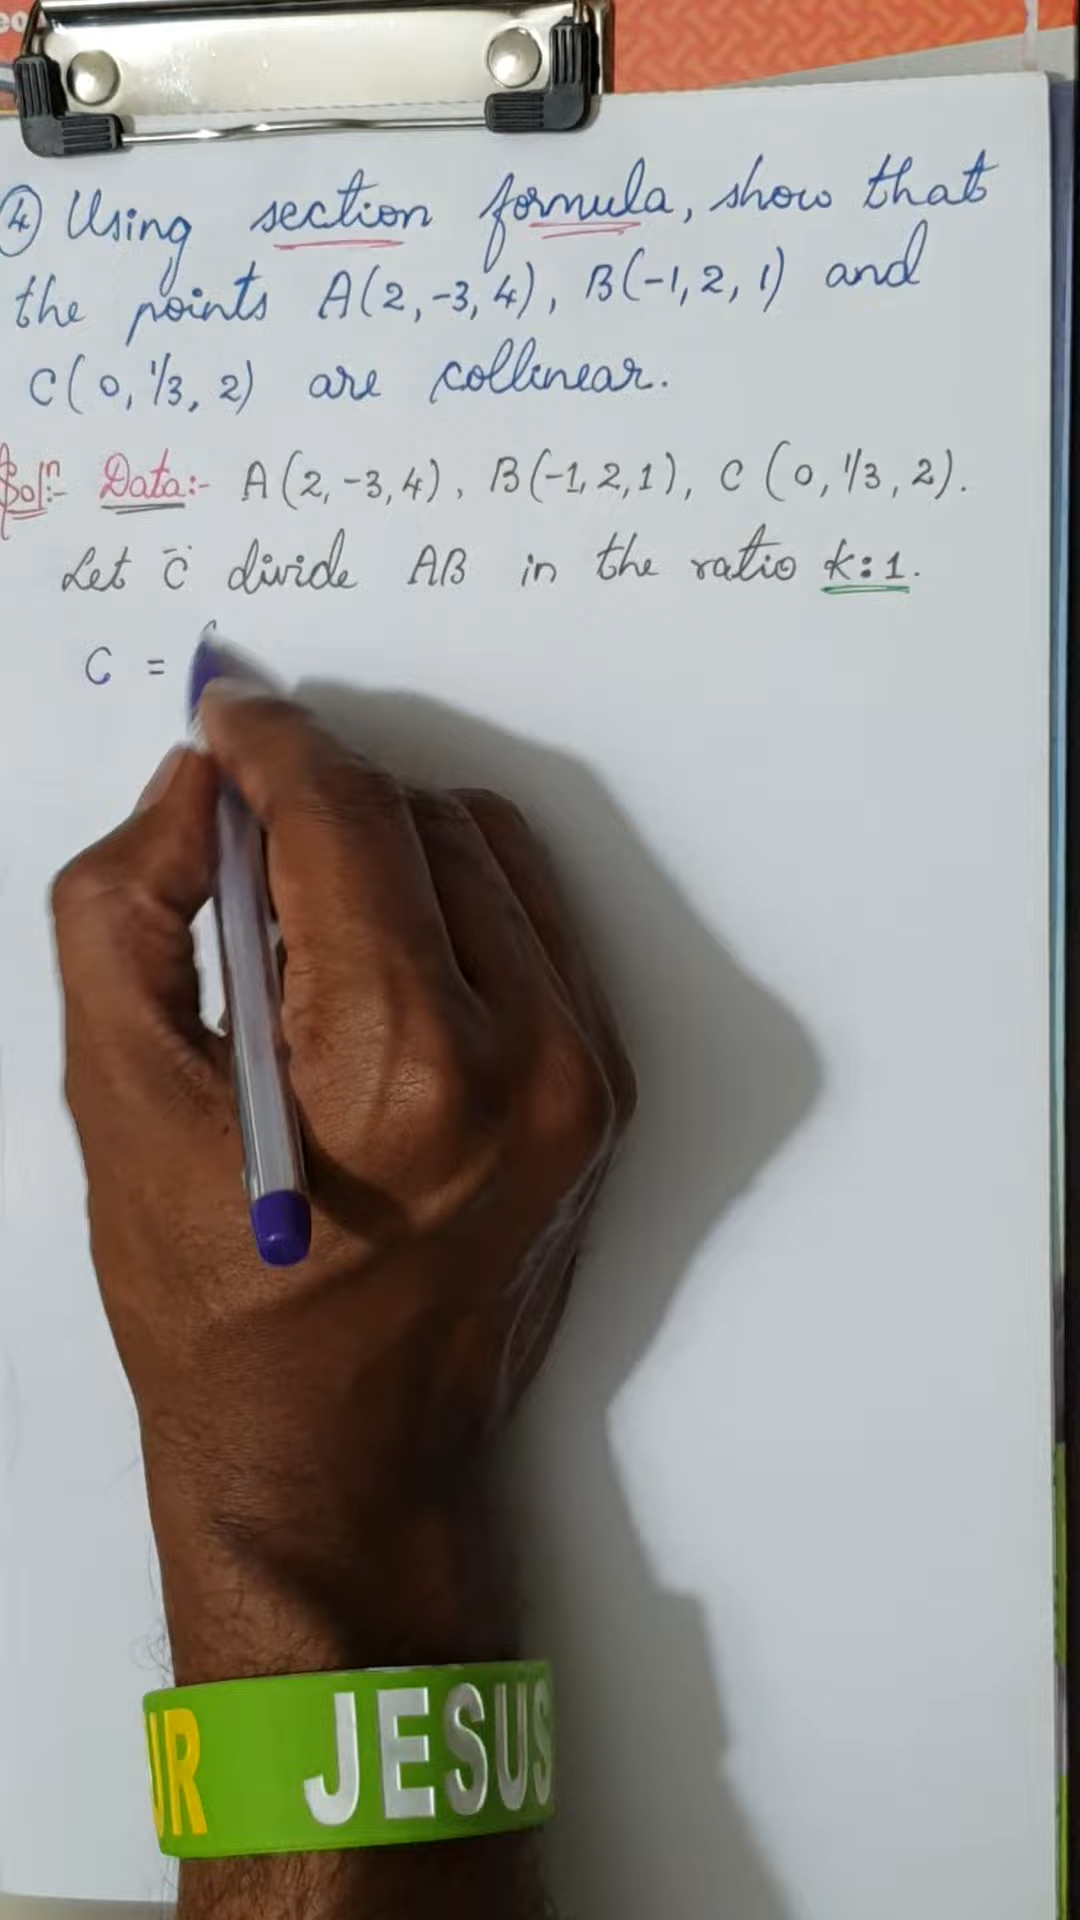 ④ Using section formula, show that
the points A(2, -3, 4), B(-1, 2, 1) and
C(0, 1/3, 2) are collinear.
Solⁿ:- Data:- A(2, -3, 4), B(-1, 2, 1), C(0, 1/3, 2).
Let 'c' divide AB in the ratio k:1.
C = (
UR JESUS